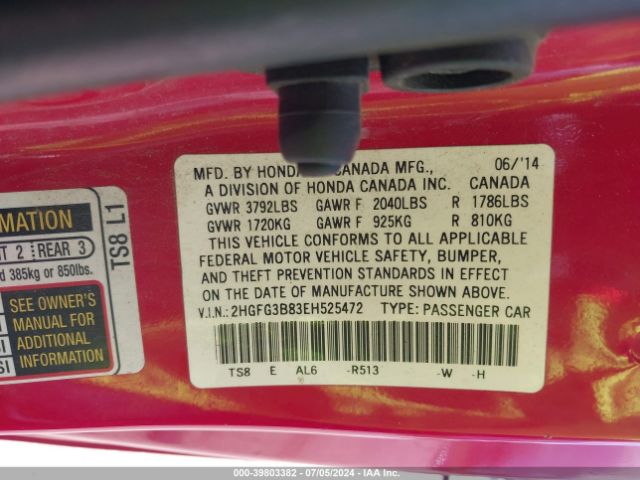 MATION
T 2 REAR 3
d 385kg or 850lbs.
SEE OWNER'S
MANUAL FOR
ADDITIONAL
INFORMATION
TS8 L1
MFD. BY HONDA CANADA MFG., 06/'14
A DIVISION OF HONDA CANADA INC. CANADA
GVWR 3792LBS GAWR F 2040LBS R 1786LBS
GVWR 1720KG GAWR F 925KG R 810KG
THIS VEHICLE CONFORMS TO ALL APPLICABLE
FEDERAL MOTOR VEHICLE SAFETY, BUMPER,
AND THEFT PREVENTION STANDARDS IN EFFECT
ON THE DATE OF MANUFACTURE SHOWN ABOVE.
V.I.N.: 2HGFG3B83EH525472 TYPE: PASSENGER CAR
TS8 E AL6 -R513 -W -H
000-39803382 / 07/05/2024 / IAA Inc.